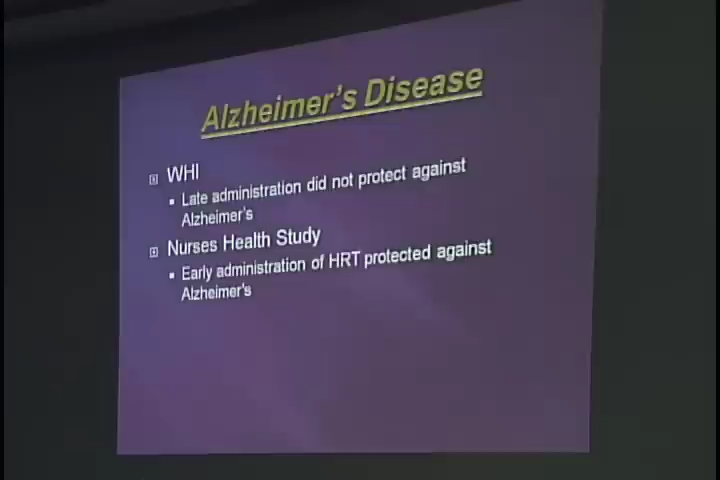 Alzheimer's Disease
WHI
Late administration did not protect against
Alzheimer's
Nurses Health Study
Early administration of HRT protected against
Alzheimer's